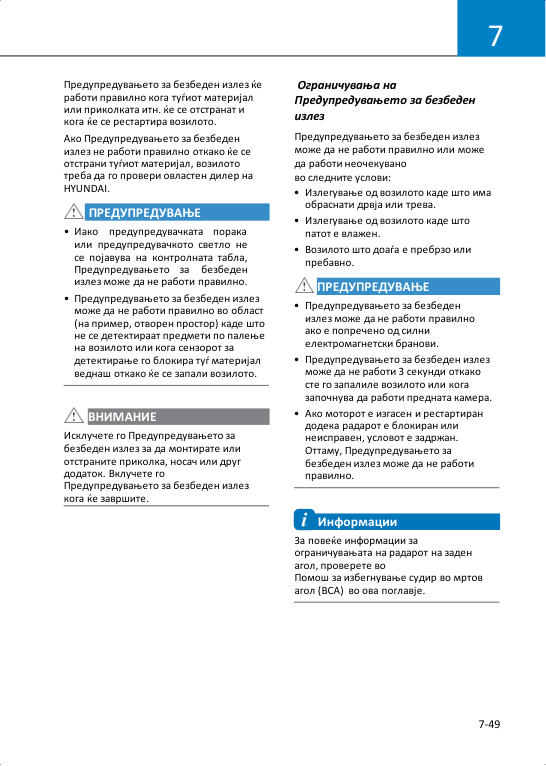 7
Предупредувањето за безбеден излез ќе
работи правилно кога туѓиот материјал
или приколката итн. ќе се отстранат и
кога ќе се рестартира возилото.
Ако Предупредувањето за безбеден
излез не работи правилно откако ќе се
отстрани туѓиот материјал, возилото
треба да го провери овластен дилер на
HYUNDAI.
ПРЕДУПРЕДУВАЊЕ
• Иако предупредувачката порака
или предупредувачкото светло не
се појавува на контролната табла,
Предупредувањето за безбеден
излез може да не работи правилно.
• Предупредувањето за безбеден излез
може да не работи правилно во област
(на пример, отворен простор) каде што
не се детектираат предмети по палење
на возилото или кога сензорот за
детектирање го блокира туѓ материјал
веднаш откако ќе се запали возилото.
ВНИМАНИЕ
Исклучете го Предупредувањето за
безбеден излез за да монтирате или
отстраните приколка, носач или друг
додаток. Вклучете го
Предупредувањето за безбеден излез
кога ќе завршите.
Ограничувања на
Предупредувањето за безбеден
излез
Предупредувањето за безбеден излез
може да не работи правилно или може
да работи неочекувано
во следните услови:
• Излегување од возилото каде што има
обраснати дрвја или трева.
• Излегување од возилото каде што
патот е влажен.
• Возилото што доаѓа е пребрзо или
пребавно.
ПРЕДУПРЕДУВАЊЕ
• Предупредувањето за безбеден
излез може да не работи правилно
ако е попречено од силни
електромагнетски бранови.
• Предупредувањето за безбеден излез
може да не работи 3 секунди откако
сте го запалиле возилото или кога
започнува да работи предната камера.
• Ако моторот е изгасен и рестартиран
додека радарот е блокиран или
неисправен, условот е задржан.
Оттаму, Предупредувањето за
безбеден излез може да не работи
правилно.
i Информации
За повеќе информации за
ограничувањата на радарот на заден
агол, проверете во
Помош за избегнување судир во мртов
агол (BCA) во ова поглавје.
7-49